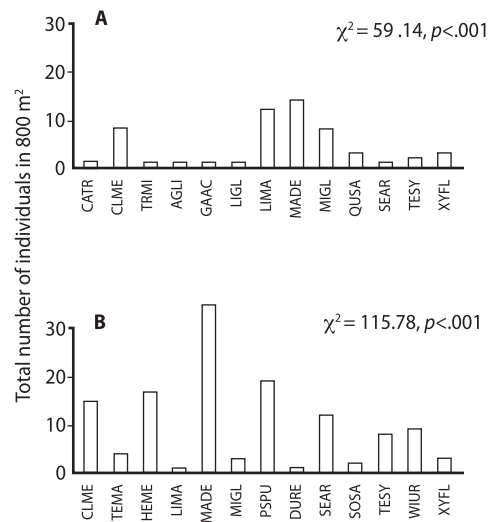 A
χ² = 59 .14, p<.001
30
20
10
0
CATR
CLME
TRMI
AGLI
GAAC
LIGL
LIMA
MADE
MIGL
QUSA
SEAR
TESY
XYFL
Total number of individuals in 800 m²
B
χ² = 115.78, p<.001
30
20
10
0
CLME
TEMA
HEME
LIMA
MADE
MIGL
PSPU
DURE
SEAR
SOSA
TESY
WIUR
XYFL